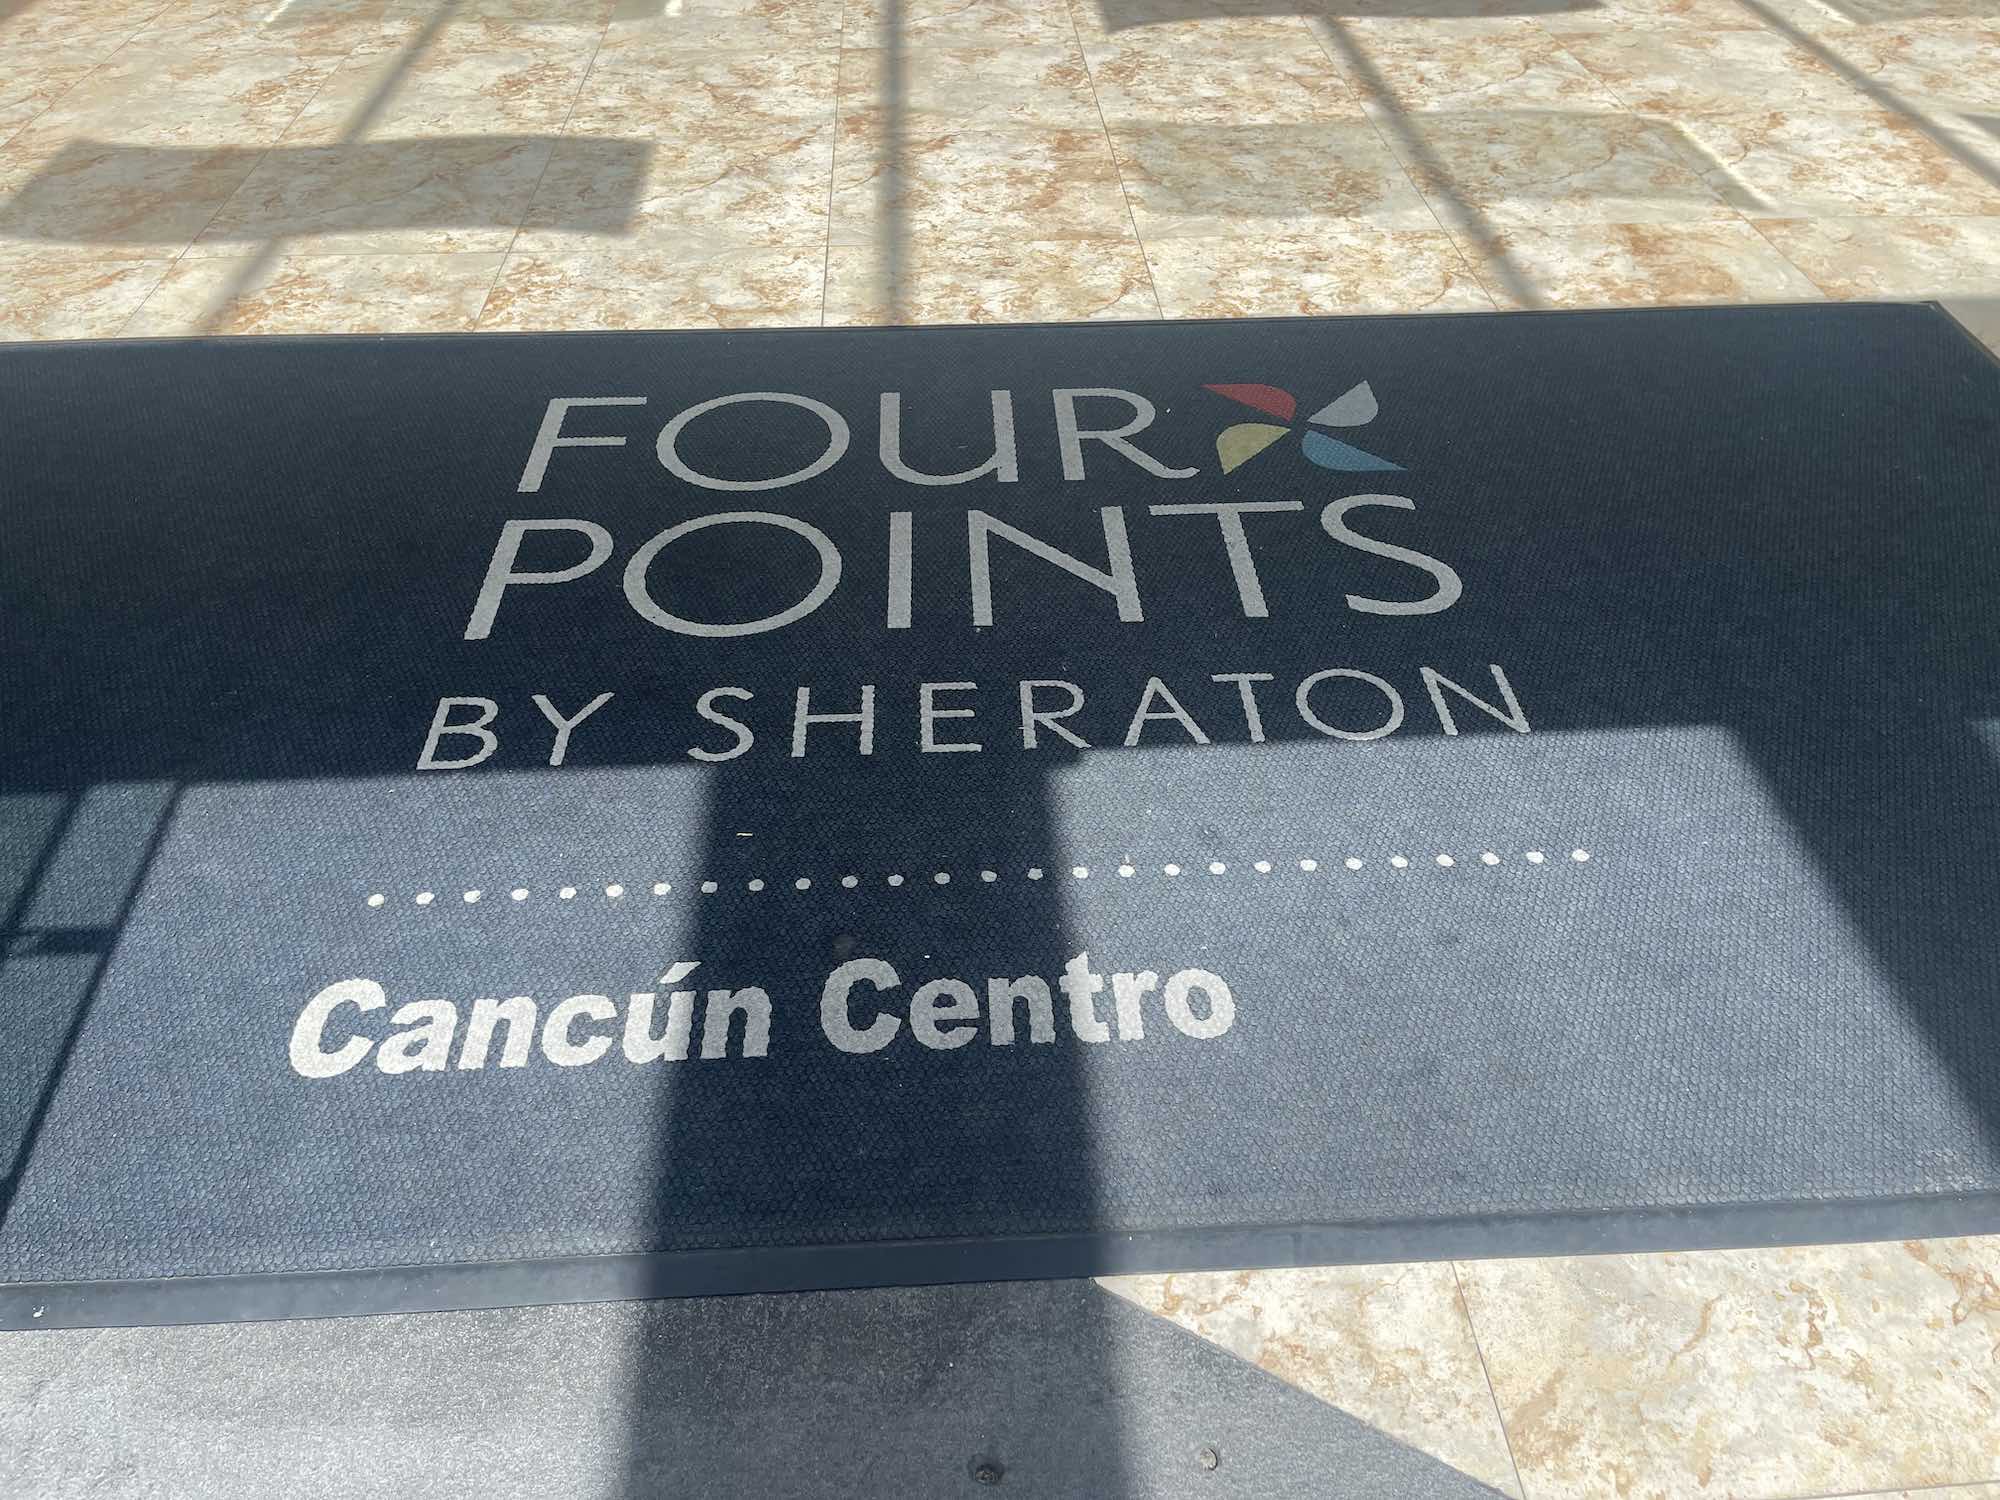 FOUR
POINTS
BY SHERATON
Cancún Centro